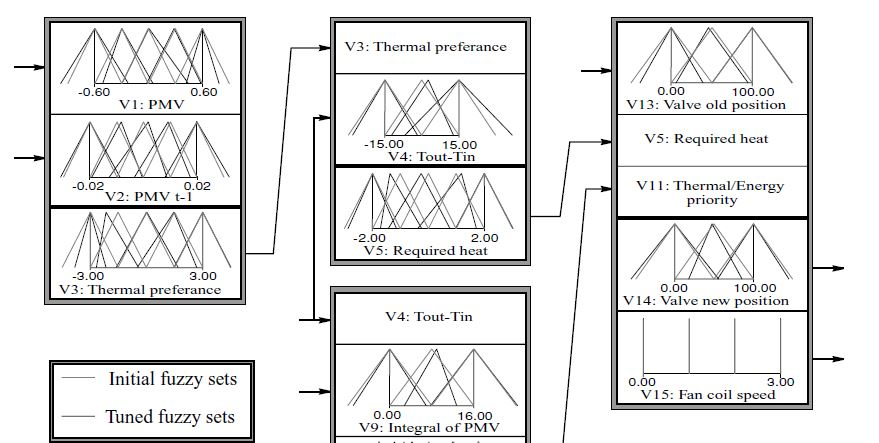 -0.60 0.60
V1: PMV
-0.02 0.02
V2: PMV t-1
-3.00 3.00
V3: Thermal preferance
V3: Thermal preferance
-15.00 15.00
V4: Tout-Tin
-2.00 2.00
V5: Required heat
V4: Tout-Tin
0.00 16.00
V9: Integral of PMV
0.00 100.00
V13: Valve old position
V5: Required heat
V11: Thermal/Energy
priority
0.00 100.00
V14: Valve new position
0.00 3.00
V15: Fan coil speed
Initial fuzzy sets
Tuned fuzzy sets